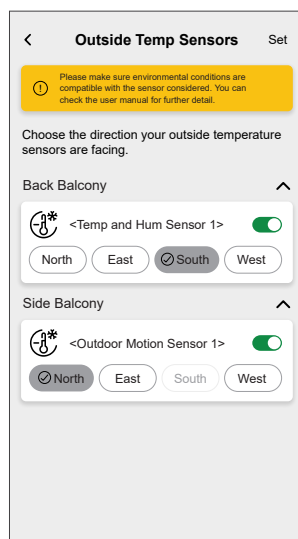 Outside Temp Sensors Set
Please make sure environmental conditions are
compatible with the sensor considered. You can
check the user manual for further detail.
Choose the direction your outside temperature
sensors are facing.
Back Balcony
<Temp and Hum Sensor 1>
North East South West
Side Balcony
<Outdoor Motion Sensor 1>
North East South West